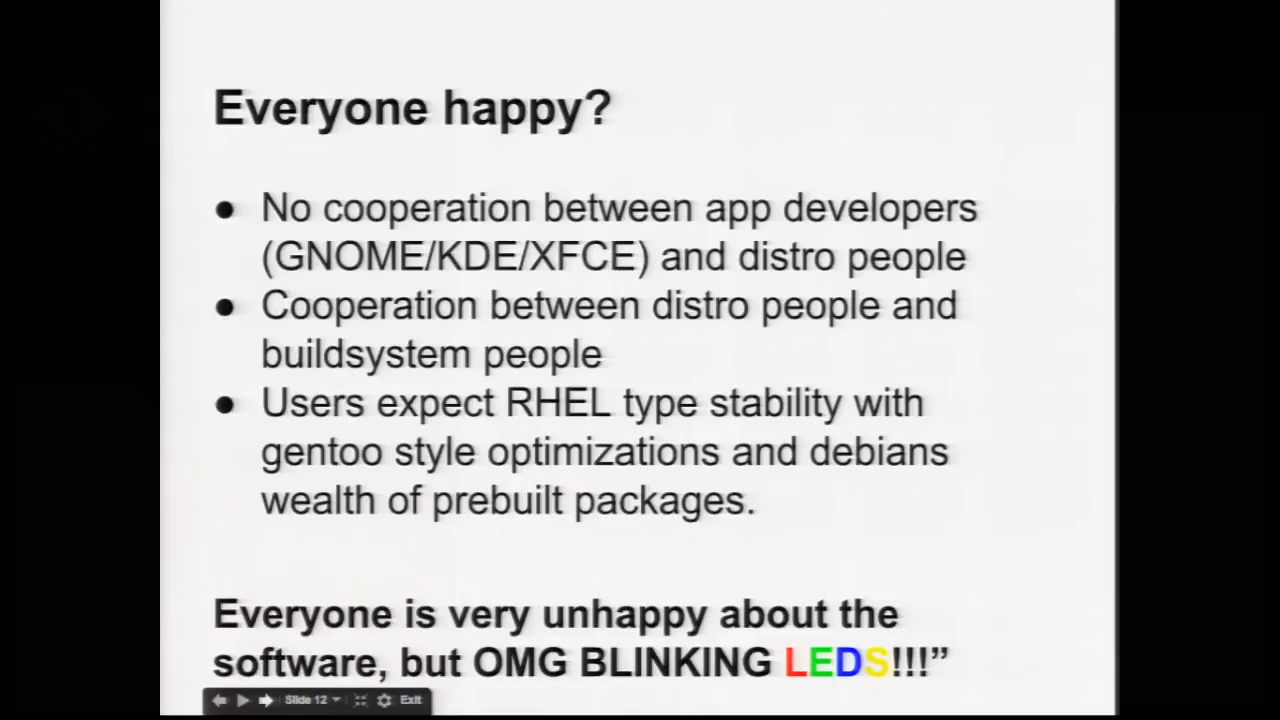 Everyone happy?
● No cooperation between app developers
(GNOME/KDE/XFCE) and distro people
● Cooperation between distro people and
buildsystem people
● Users expect RHEL type stability with
gentoo style optimizations and debians
wealth of prebuilt packages.
Everyone is very unhappy about the
software, but OMG BLINKING LEDS!!!”
Slide 12 Exit